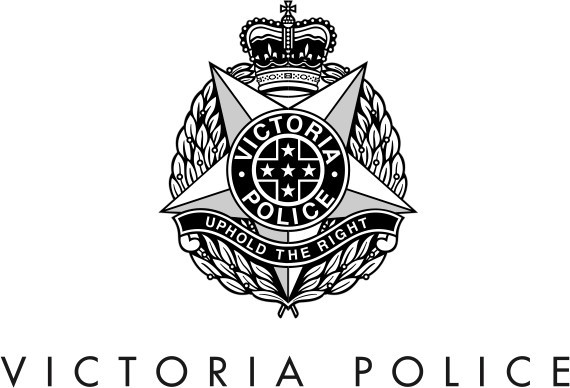 VICTORIA
POLICE
UPHOLD THE RIGHT
VICTORIA POLICE